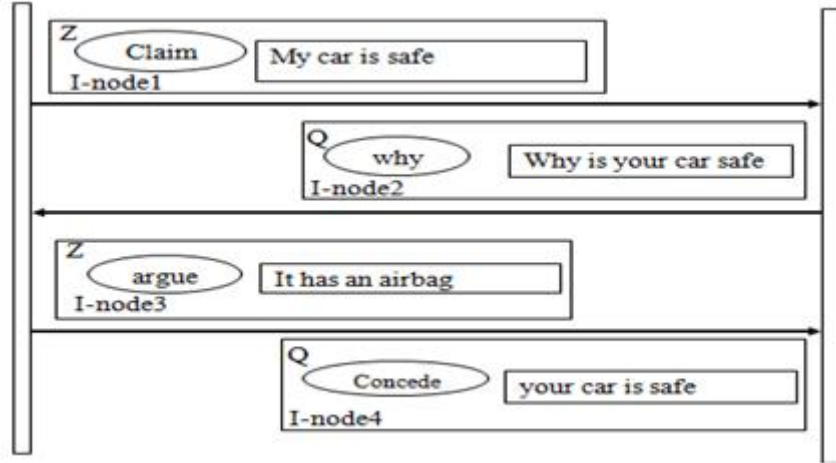 Z
Claim
My car is safe
I-node1
Q
why
Why is your car safe
I-node2
Z
argue
It has an airbag
I-node3
Q
Concede
your car is safe
I-node4